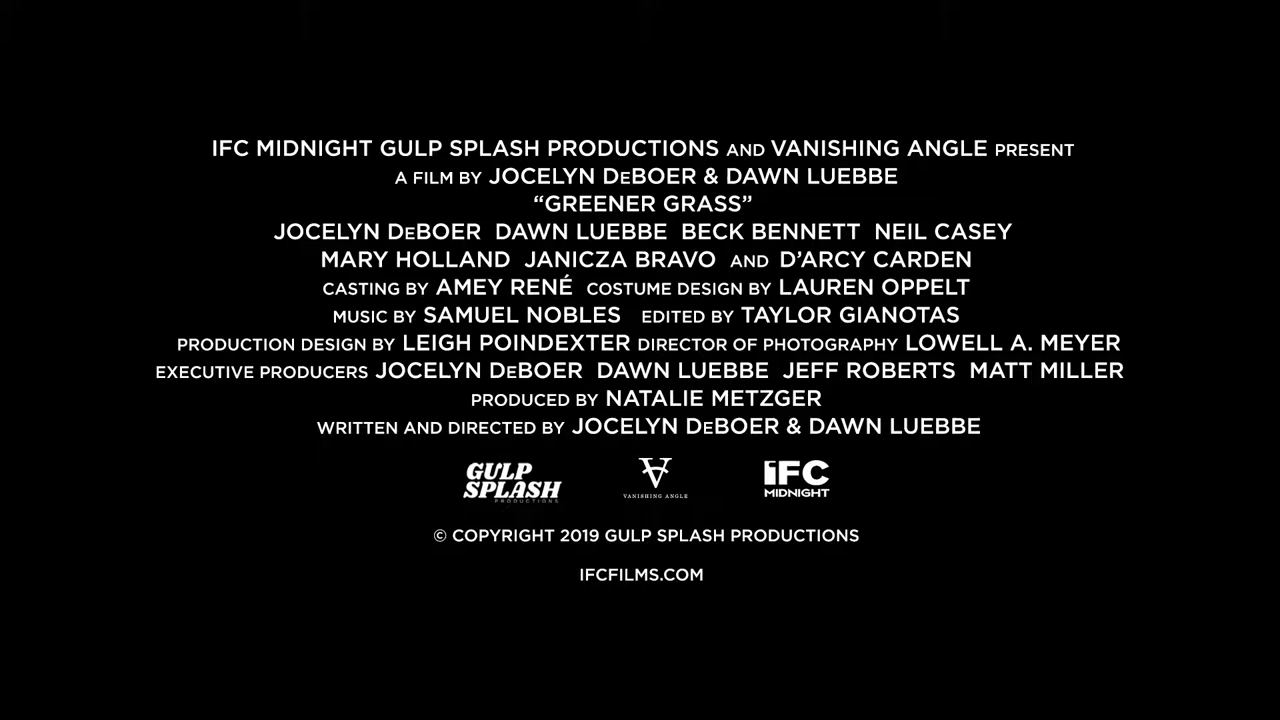 IFC MIDNIGHT GULP SPLASH PRODUCTIONS AND VANISHING ANGLE PRESENT
A FILM BY JOCELYN DEBOER & DAWN LUEBBE
“GREENER GRASS”
JOCELYN DEBOER DAWN LUEBBE BECK BENNETT NEIL CASEY
MARY HOLLAND JANICZA BRAVO AND D’ARCY CARDEN
CASTING BY AMEY RENÉ COSTUME DESIGN BY LAUREN OPPELT
MUSIC BY SAMUEL NOBLES EDITED BY TAYLOR GIANOTAS
PRODUCTION DESIGN BY LEIGH POINDEXTER DIRECTOR OF PHOTOGRAPHY LOWELL A. MEYER
EXECUTIVE PRODUCERS JOCELYN DEBOER DAWN LUEBBE JEFF ROBERTS MATT MILLER
PRODUCED BY NATALIE METZGER
WRITTEN AND DIRECTED BY JOCELYN DEBOER & DAWN LUEBBE
GULP
SPLASH
PRODUCTIONS
VANISHING ANGLE
IFC
MIDNIGHT
© COPYRIGHT 2019 GULP SPLASH PRODUCTIONS
IFCFILMS.COM